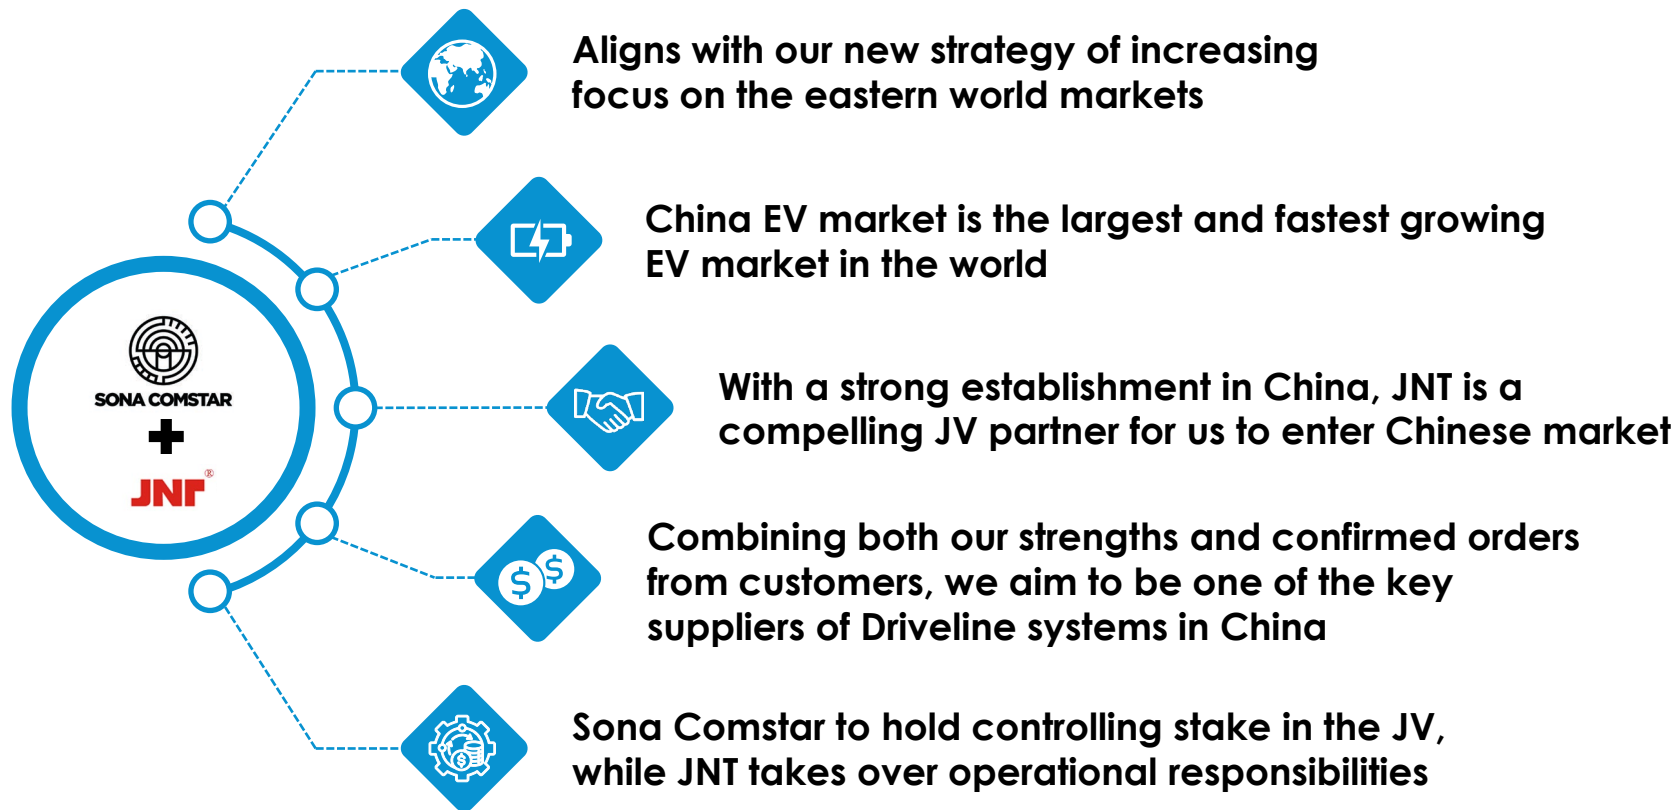 Aligns with our new strategy of increasing
focus on the eastern world markets
China EV market is the largest and fastest growing
EV market in the world
SONA COMSTAR
+
JNT®
With a strong establishment in China, JNT is a
compelling JV partner for us to enter Chinese market
Combining both our strengths and confirmed orders
from customers, we aim to be one of the key
suppliers of Driveline systems in China
Sona Comstar to hold controlling stake in the JV,
while JNT takes over operational responsibilities